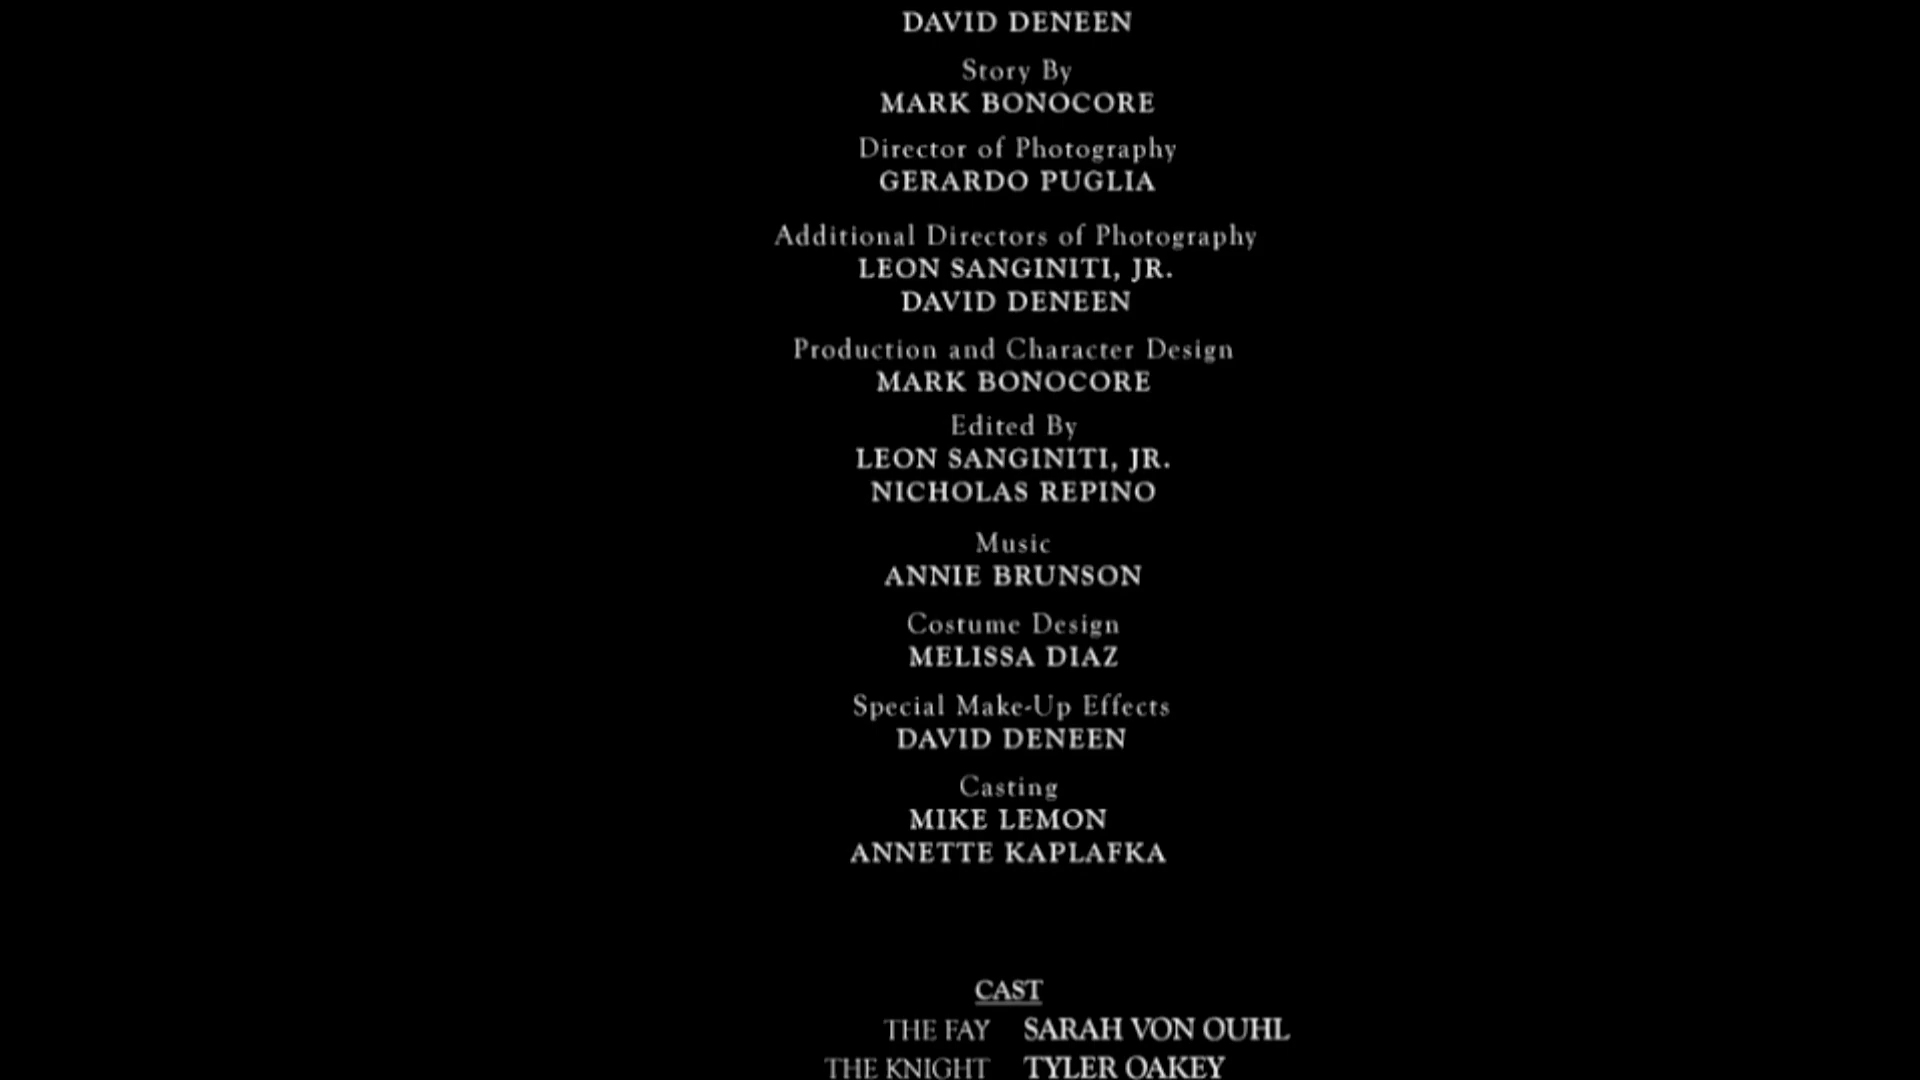 DAVID DENEEN
Story By
MARK BONOCORE
Director of Photography
GERARDO PUGLIA
Additional Directors of Photography
LEON SANGINITI, JR.
DAVID DENEEN
Production and Character Design
MARK BONOCORE
Edited By
LEON SANGINITI, JR.
NICHOLAS REPINO
Music
ANNIE BRUNSON
Costume Design
MELISSA DIAZ
Special Make-Up Effects
DAVID DENEEN
Casting
MIKE LEMON
ANNETTE KAPLAFKA
CAST
THE FAY SARAH VON OUHL
THE KNIGHT TYLER OAKEY